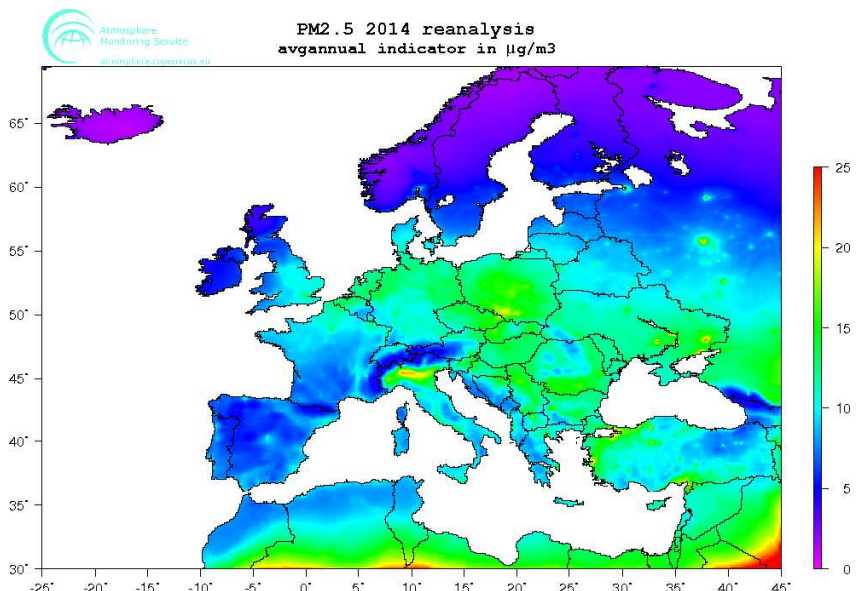 Atmosphere
Monitoring Service
atmosphere.copernicus.eu
PM2.5 2014 reanalysis
avgannual indicator in µg/m3
65°
60°
55°
50°
45°
40°
35°
30°
-25° -20° -15° -10° -5° 0° 5° 10° 15° 20° 25° 30° 35° 40° 45°
25
20
15
10
5
0